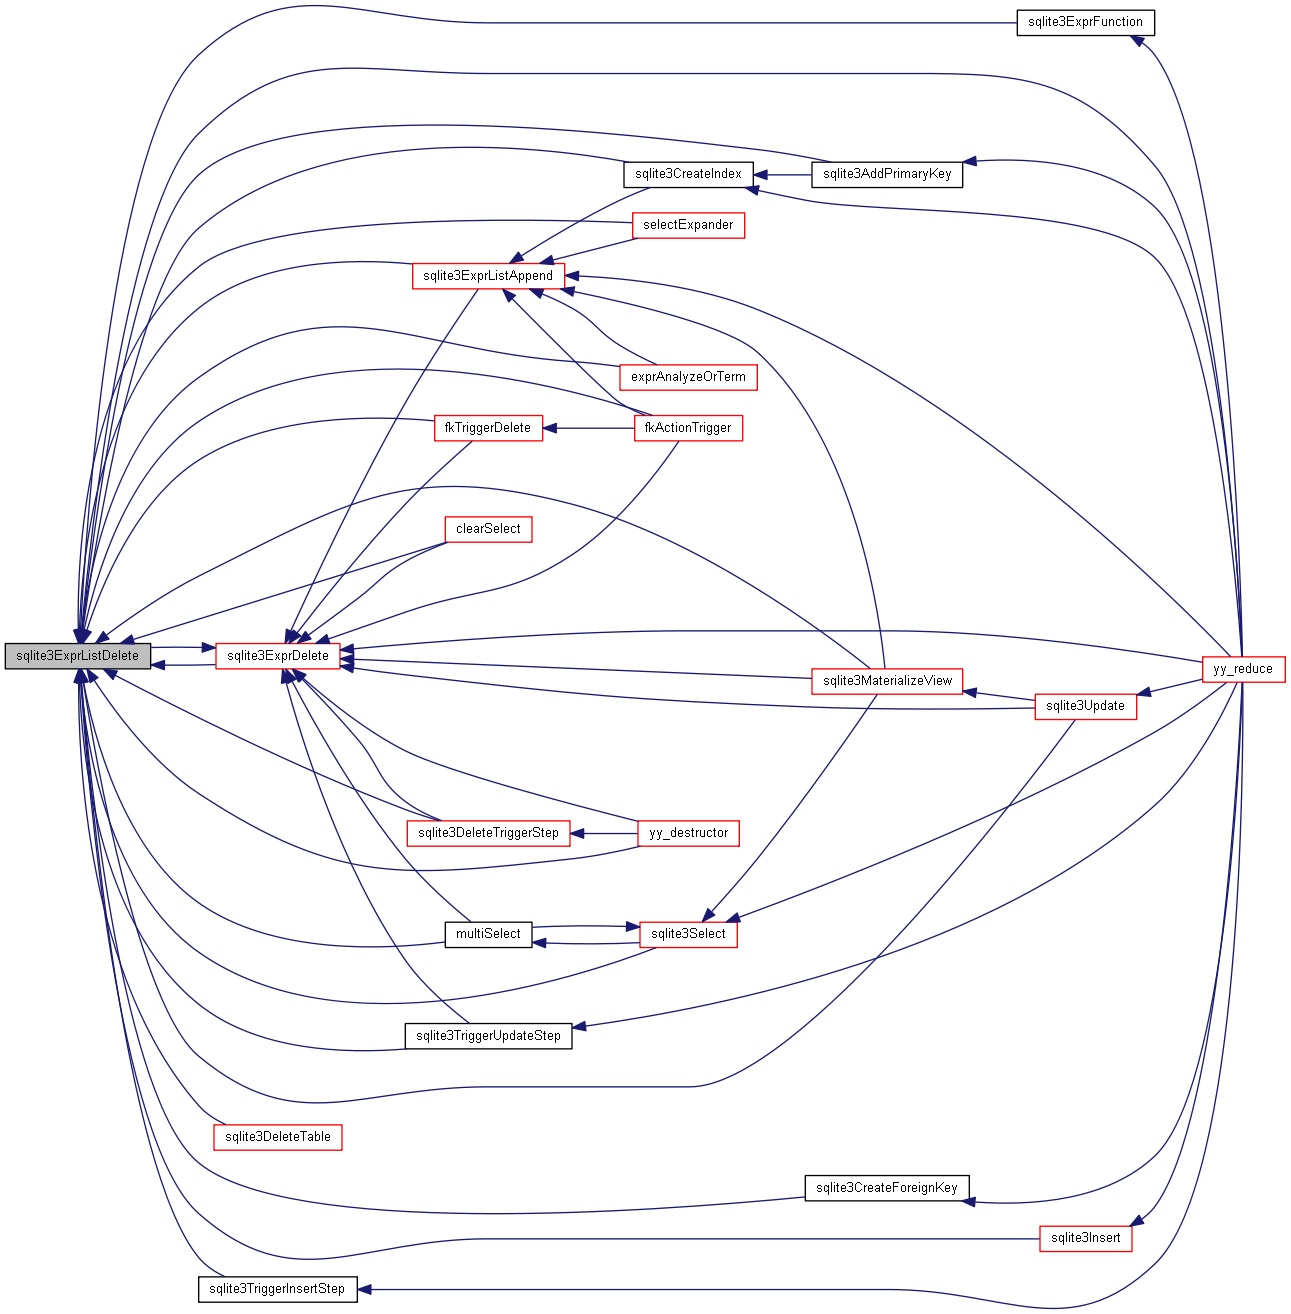 sqlite3ExprFunction
sqlite3CreateIndex
sqlite3AddPrimaryKey
selectExpander
sqlite3ExprListAppend
exprAnalyzeOrTerm
fkTriggerDelete
fkActionTrigger
clearSelect
sqlite3ExprListDelete
sqlite3ExprDelete
yy_reduce
sqlite3MaterializeView
sqlite3Update
sqlite3DeleteTriggerStep
yy_destructor
multiSelect
sqlite3Select
sqlite3TriggerUpdateStep
sqlite3DeleteTable
sqlite3CreateForeignKey
sqlite3Insert
sqlite3TriggerInsertStep